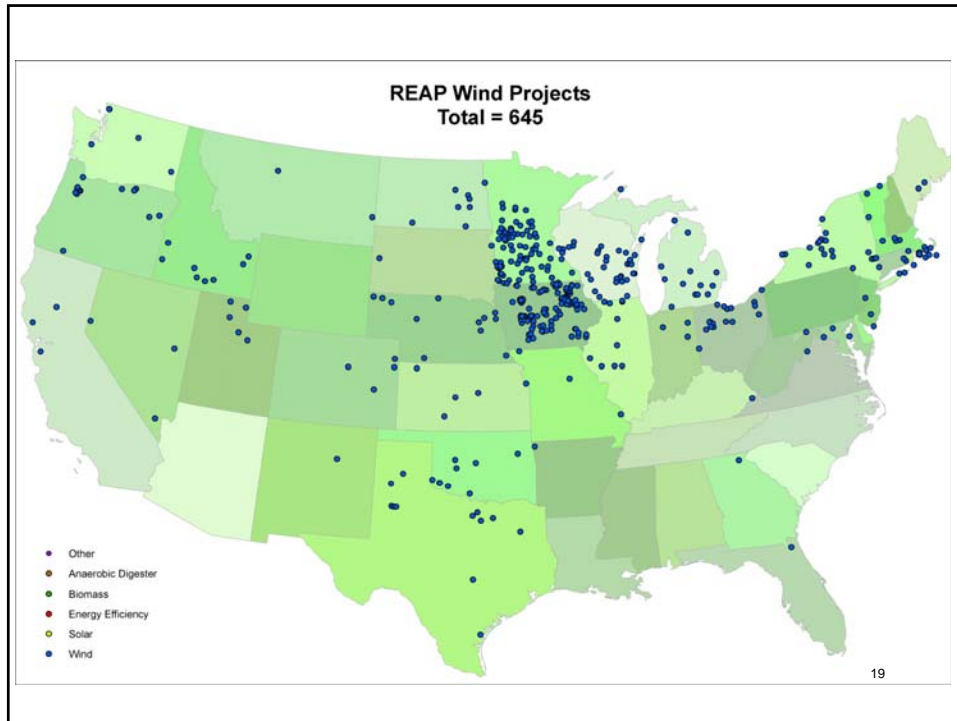 REAP Wind Projects
Total = 645
Other
Anaerobic Digester
Biomass
Energy Efficiency
Solar
Wind
19